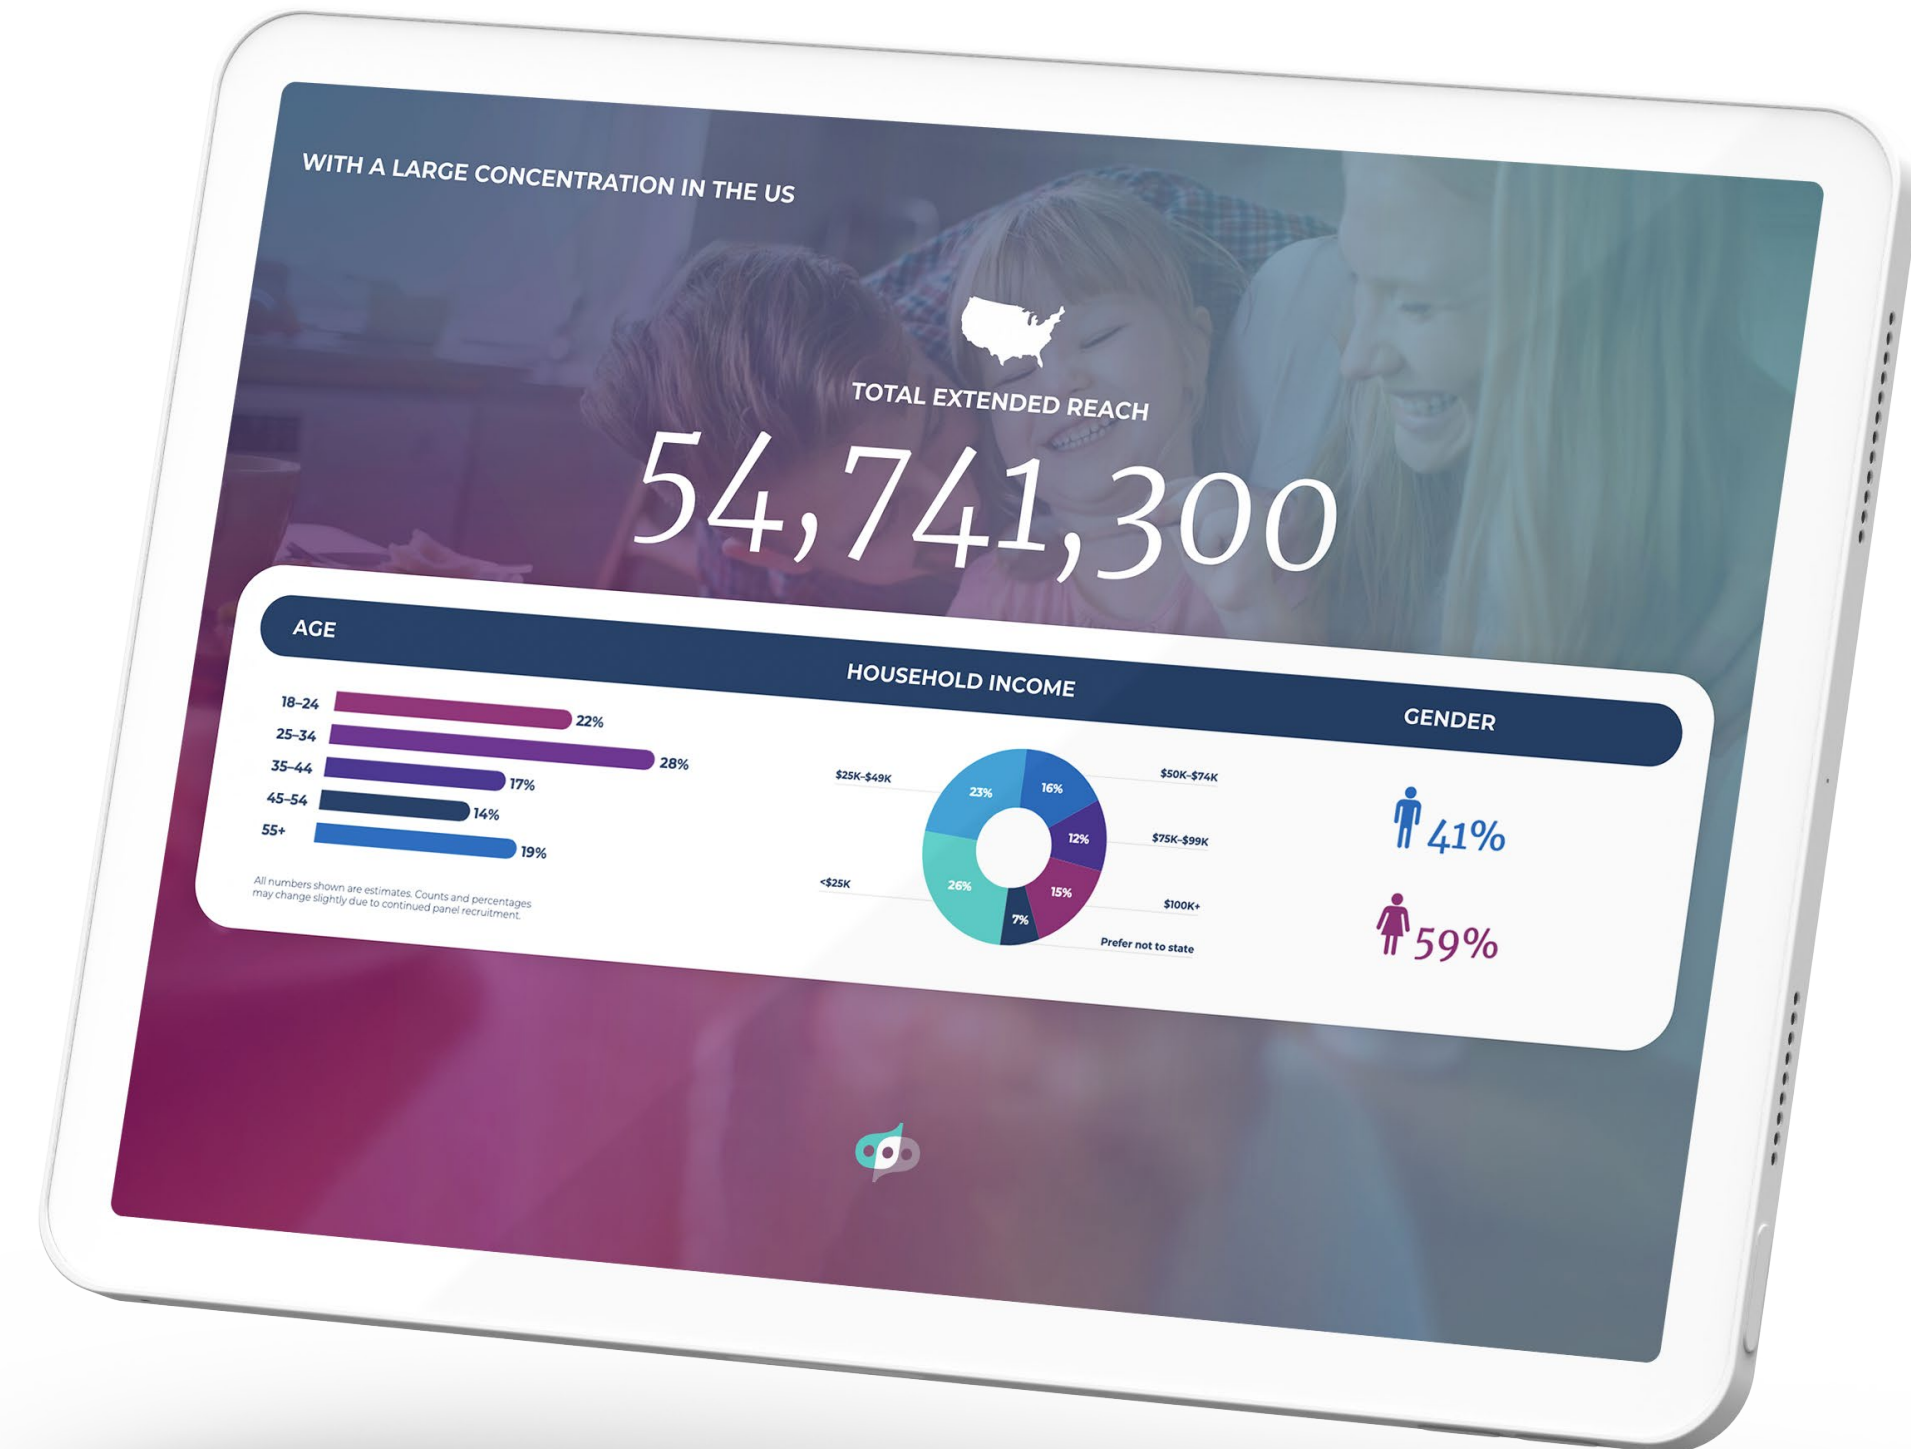 WITH A LARGE CONCENTRATION IN THE US
TOTAL EXTENDED REACH
54,741,300
AGE
18–24 22%
25–34 28%
35–44 17%
45–54 14%
55+ 19%
All numbers shown are estimates. Counts and percentages
may change slightly due to continued panel recruitment.
HOUSEHOLD INCOME
$25K–$49K
23%
16%
$50K–$74K
12%
$75K–$99K
<$25K
26%
15%
$100K+
7%
Prefer not to state
GENDER
41%
59%